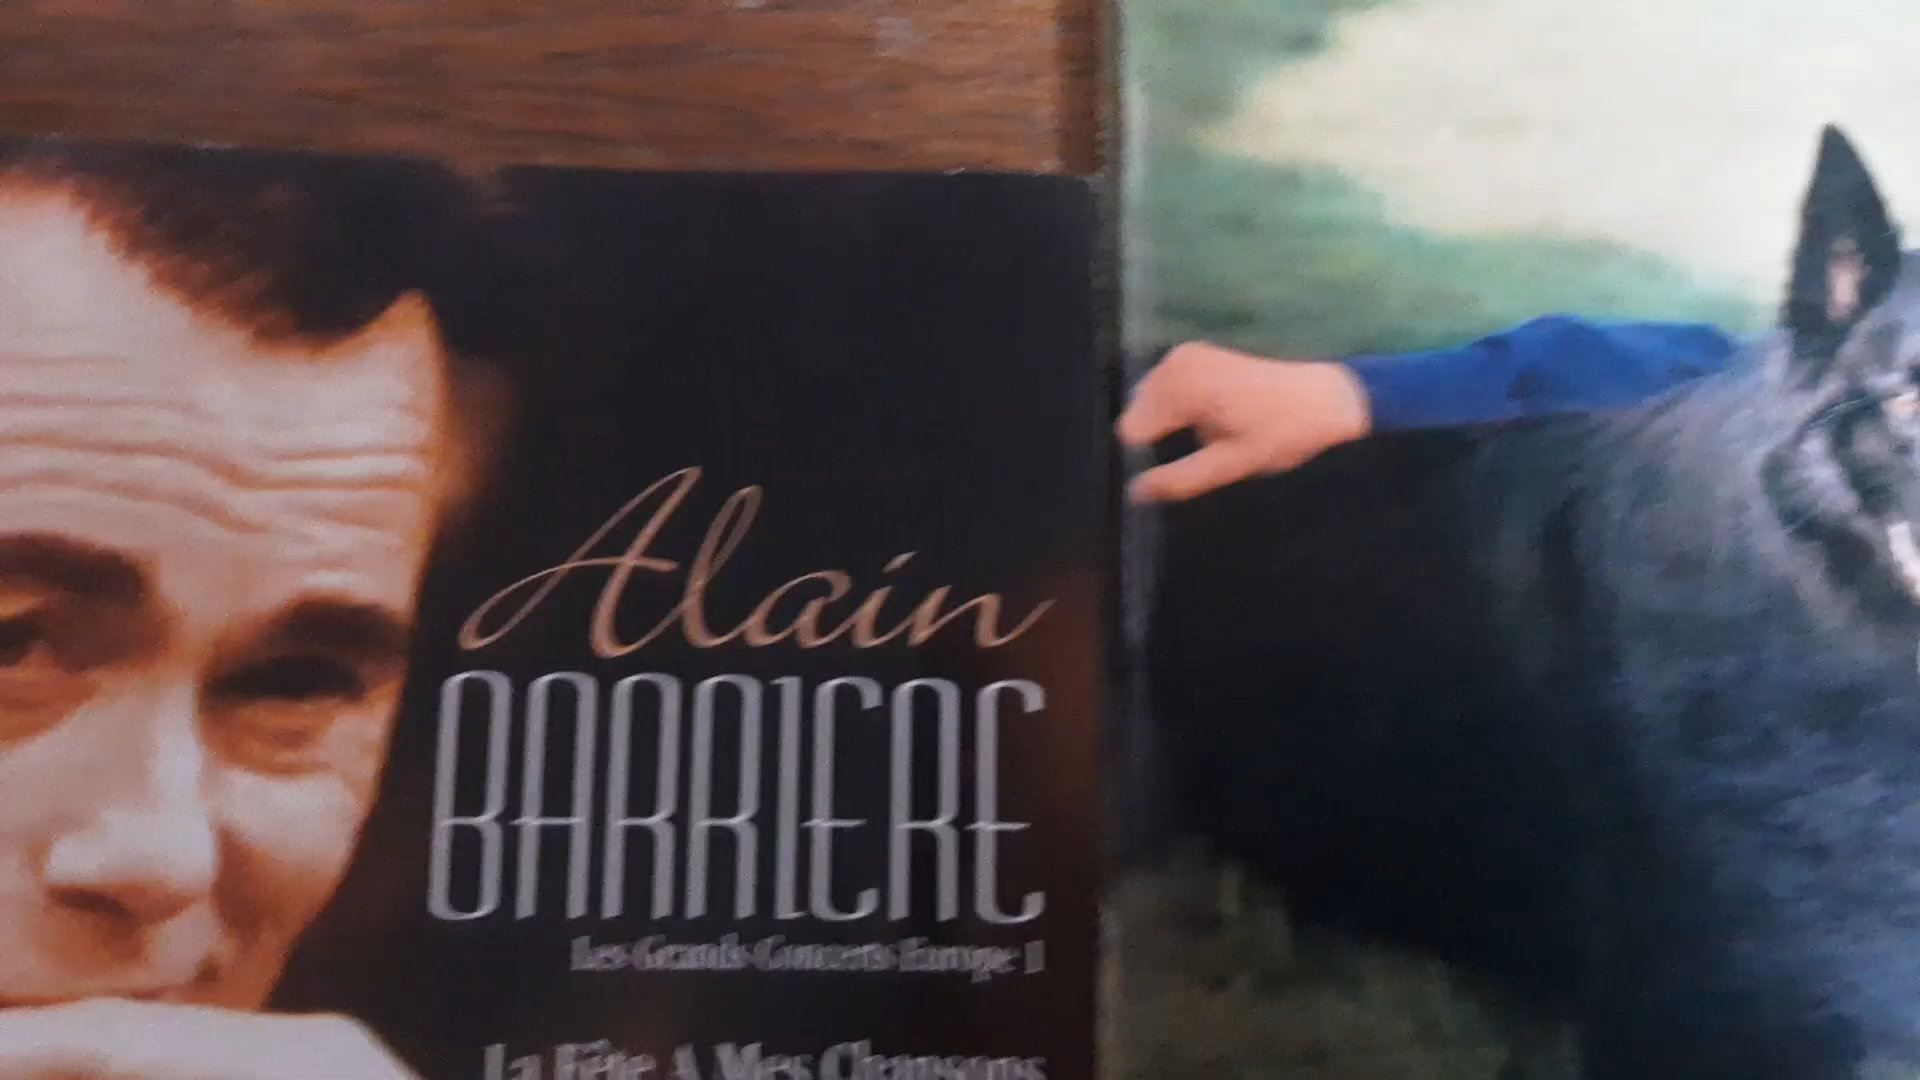 Alain
BARRIERE
Les Grands Concerts Europe 1
La Fête A Mes Chansons